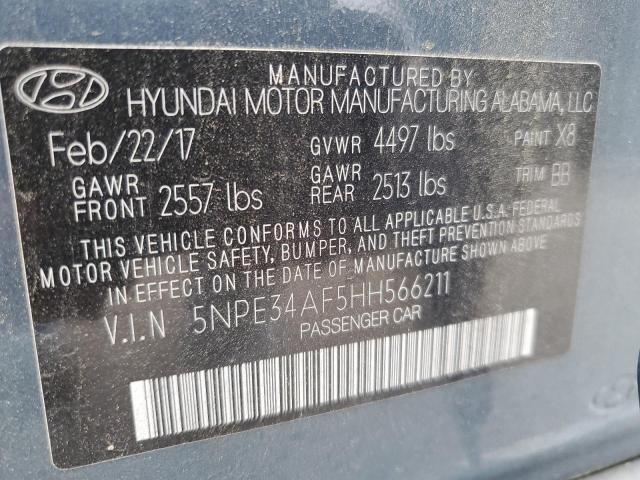 MANUFACTURED BY
HYUNDAI MOTOR MANUFACTURING ALABAMA, LLC
Feb/22/17 GVWR 4497 lbs PAINT X8
GAWR FRONT 2557 lbs GAWR REAR 2513 lbs TRIM BB
THIS VEHICLE CONFORMS TO ALL APPLICABLE U.S.A. FEDERAL
MOTOR VEHICLE SAFETY, BUMPER, AND THEFT PREVENTION STANDARDS
IN EFFECT ON THE DATE OF MANUFACTURE SHOWN ABOVE.
V.I.N 5NPE34AF5HH566211
PASSENGER CAR